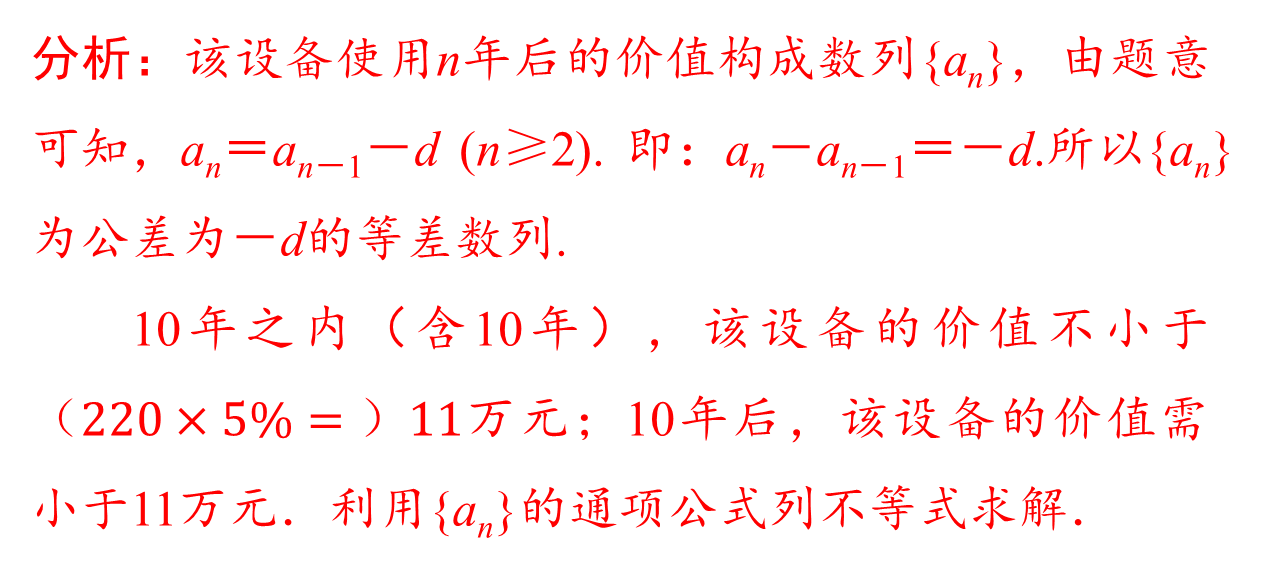 分析：该设备使用n年后的价值构成数列{aₙ}，由题意
可知，aₙ＝aₙ₋₁－d (n≥2). 即：aₙ－aₙ₋₁＝－d.所以{aₙ}
为公差为－d的等差数列.
10年之内（含10年），该设备的价值不小于
（220 × 5% = ）11万元；10年后，该设备的价值需
小于11万元．利用{aₙ}的通项公式列不等式求解．